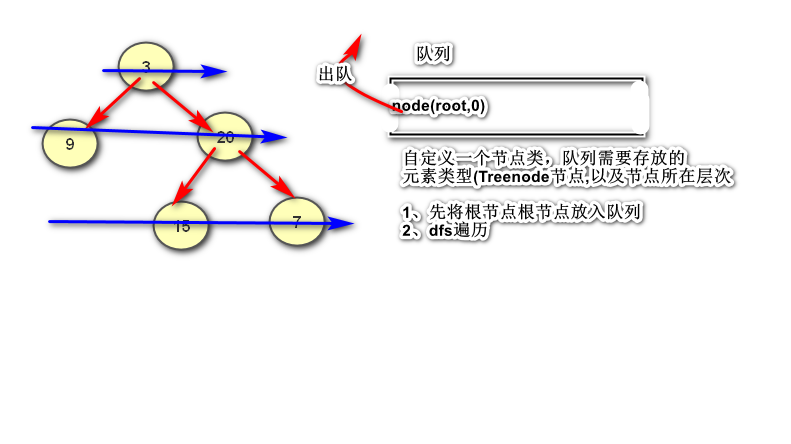 3
9
20
15
7
队列
出队
node(root,0)
自定义一个节点类，队列需要存放的
元素类型(Treenode节点,以及节点所在层次
1、先将根节点根节点放入队列
2、dfs遍历